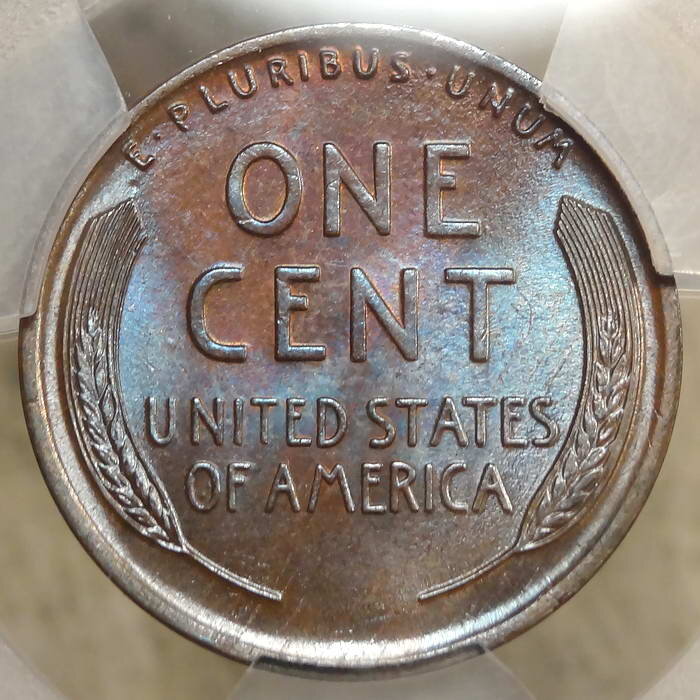 E·PLURIBUS·UNUM
ONE
CENT
UNITED STATES
OF AMERICA